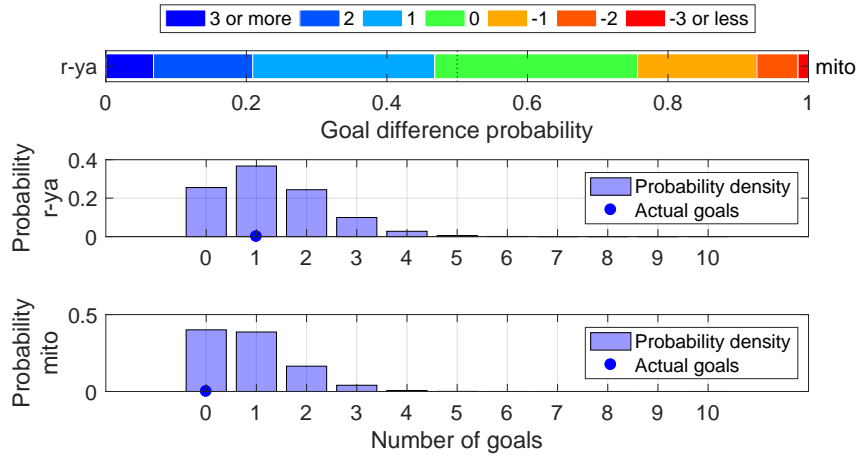 3 or more 2 1 0 -1 -2 -3 or less
r-ya mito
0 0.2 0.4 0.6 0.8 1
Goal difference probability
Probability
r-ya
0.4
0.2
0
Probability density
Actual goals
0 1 2 3 4 5 6 7 8 9 10
Probability
mito
0.5
0
Probability density
Actual goals
0 1 2 3 4 5 6 7 8 9 10
Number of goals